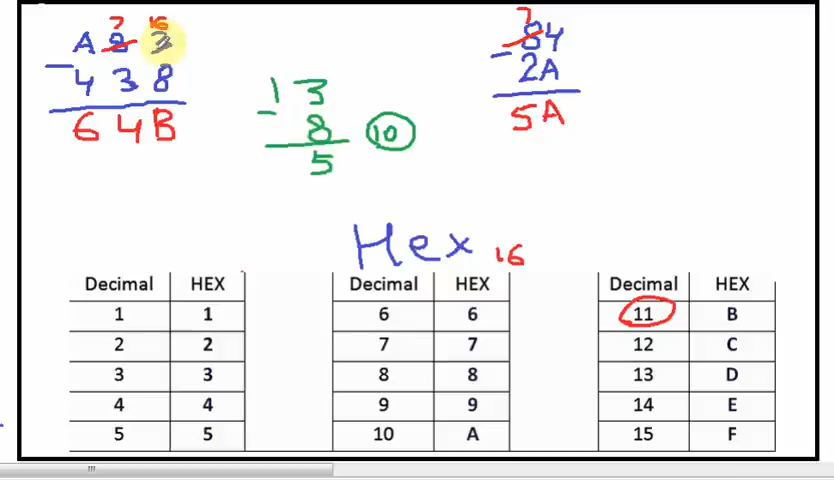 7 16
A 8 3
- 4 3 8
6 4 B
13
- 8
5
10
7
84
- 2A
5A
Hex 16
Decimal HEX
1 1
2 2
3 3
4 4
5 5
Decimal HEX
6 6
7 7
8 8
9 9
10 A
Decimal HEX
11 B
12 C
13 D
14 E
15 F